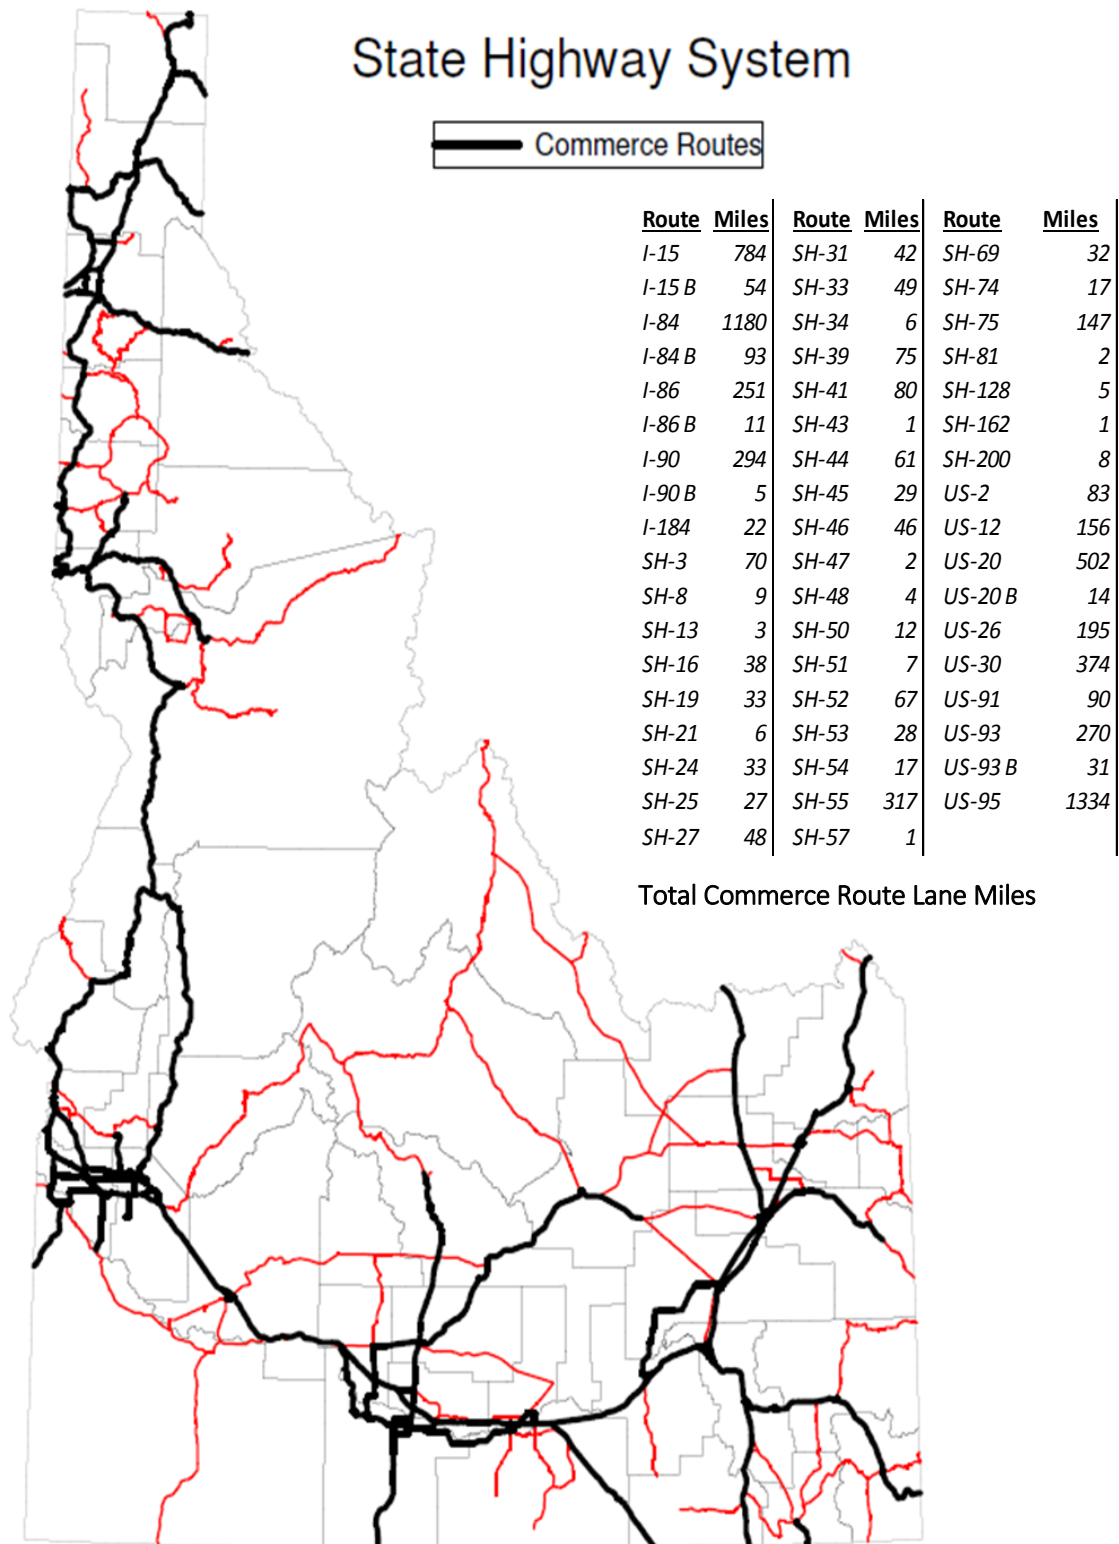 State Highway System
Commerce Routes
Route Miles Route Miles Route Miles
I-15 784 SH-31 42 SH-69 32
I-15 B 54 SH-33 49 SH-74 17
I-84 1180 SH-34 6 SH-75 147
I-84 B 93 SH-39 75 SH-81 2
I-86 251 SH-41 80 SH-128 5
I-86 B 11 SH-43 1 SH-162 1
I-90 294 SH-44 61 SH-200 8
I-90 B 5 SH-45 29 US-2 83
I-184 22 SH-46 46 US-12 156
SH-3 70 SH-47 2 US-20 502
SH-8 9 SH-48 4 US-20 B 14
SH-13 3 SH-50 12 US-26 195
SH-16 38 SH-51 7 US-30 374
SH-19 33 SH-52 67 US-91 90
SH-21 6 SH-53 28 US-93 270
SH-24 33 SH-54 17 US-93 B 31
SH-25 27 SH-55 317 US-95 1334
SH-27 48 SH-57 1
Total Commerce Route Lane Miles